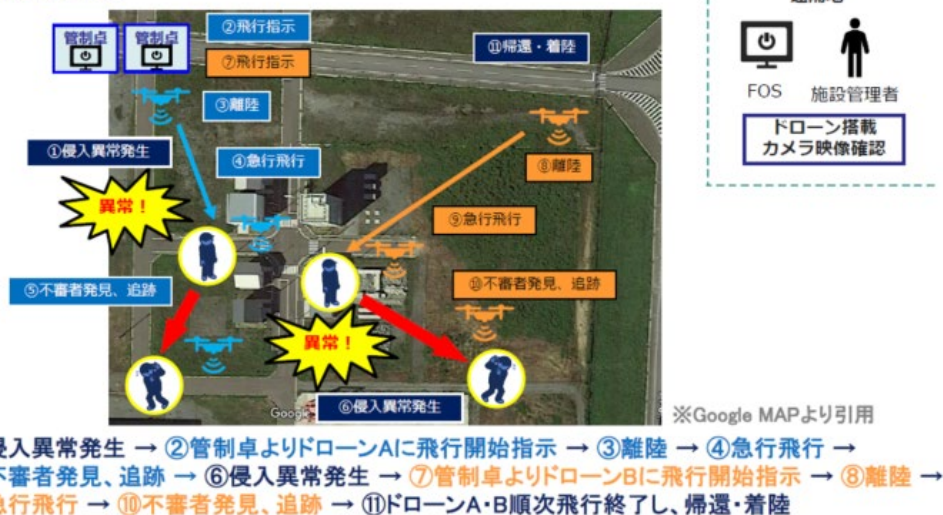 管制点
管制点
②飛行指示
⑦飛行指示
⑪帰還・着陸
③離陸
①侵入異常発生
④急行飛行
⑧離陸
異常！
⑨急行飛行
⑤不審者発見、追跡
⑩不審者発見、追跡
異常！
⑥侵入異常発生
Google
FOS
施設管理者
ドローン搭載
カメラ映像確認
※Google MAPより引用
侵入異常発生 → ②管制卓よりドローンAに飛行開始指示 → ③離陸 → ④急行飛行 →
不審者発見、追跡 → ⑥侵入異常発生 → ⑦管制卓よりドローンBに飛行開始指示 → ⑧離陸 →
急行飛行 → ⑩不審者発見、追跡 → ⑪ドローンA・B順次飛行終了し、帰還・着陸